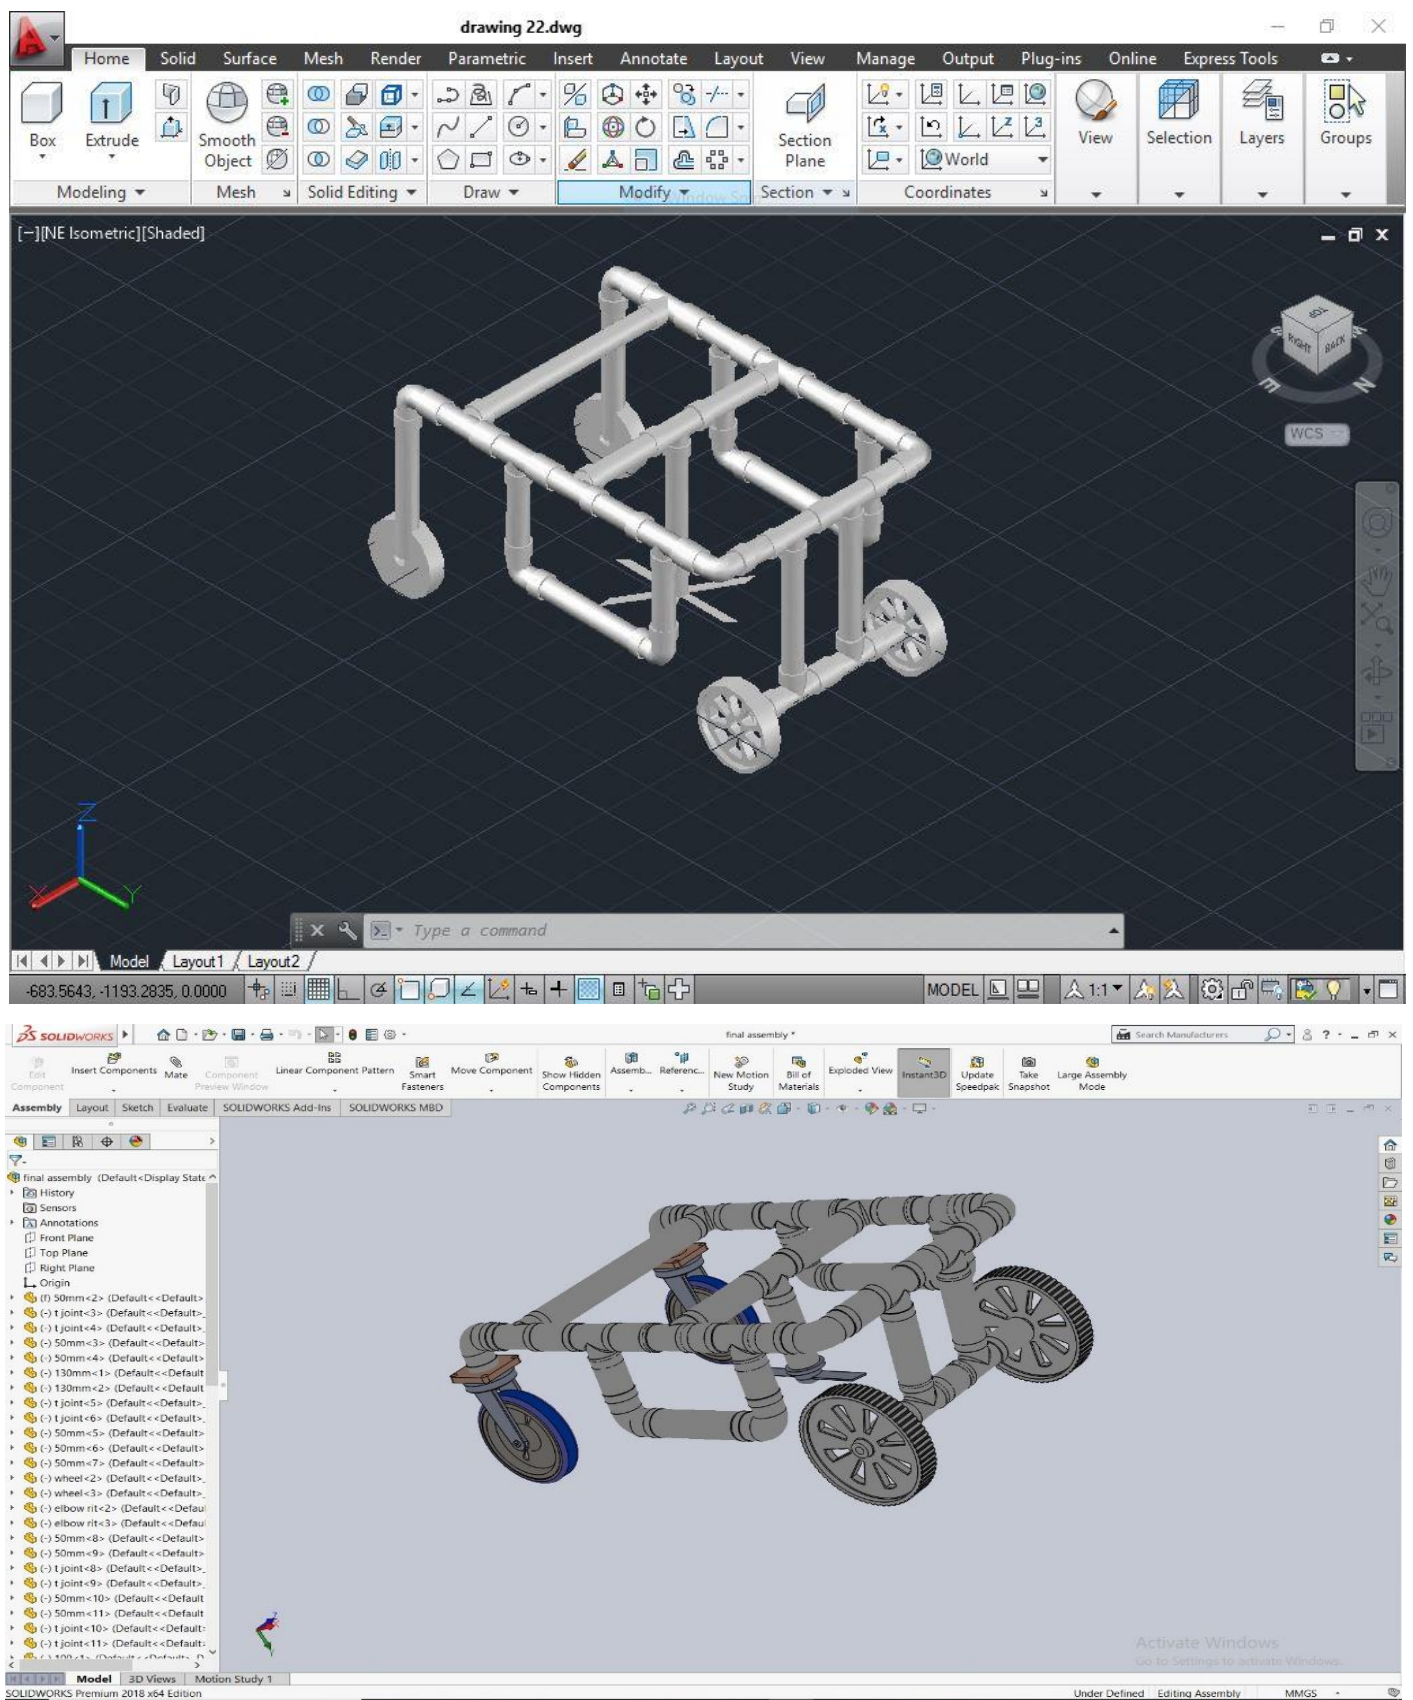 drawing 22.dwg
Home Solid Surface Mesh Render Parametric Insert Annotate Layout View Manage Output Plug-ins Online Express Tools
Box Extrude Smooth Object Section Plane World View Selection Layers Groups
Modeling Mesh Solid Editing Draw Modify Section Coordinates
[−][NE Isometric][Shaded]
TOP
RIGHT BACK
E N
WCS
Z
X Y
Type a command
Model Layout1 Layout2
-683.5643, -1193.2835, 0.0000 MODEL 1:1
SOLIDWORKS final assembly * Search Manufacturers
Edit Component Insert Components Mate Component Preview Window Linear Component Pattern Smart Fasteners Move Component Show Hidden Components Assemb... Referenc... New Motion Study Bill of Materials Exploded View Instant3D Update Speedpak Take Snapshot Large Assembly Mode
Assembly Layout Sketch Evaluate SOLIDWORKS Add-Ins SOLIDWORKS MBD
final assembly (Default<Display State
History
Sensors
Annotations
Front Plane
Top Plane
Right Plane
Origin
(f) 50mm<2> (Default<<Default>
(-) t joint<3> (Default<<Default>_
(-) t joint<4> (Default<<Default>_
(-) 50mm<3> (Default<<Default>
(-) 50mm<4> (Default<<Default>
(-) 130mm<1> (Default<<Default
(-) 130mm<2> (Default<<Default
(-) t joint<5> (Default<<Default>_
(-) t joint<6> (Default<<Default>_
(-) 50mm<5> (Default<<Default>
(-) 50mm<6> (Default<<Default>
(-) 50mm<7> (Default<<Default>
(-) wheel<2> (Default<<Default>_
(-) wheel<3> (Default<<Default>_
(-) elbow rit<2> (Default<<Defaul
(-) elbow rit<3> (Default<<Defaul
(-) 50mm<8> (Default<<Default>
(-) 50mm<9> (Default<<Default>
(-) t joint<8> (Default<<Default>_
(-) t joint<9> (Default<<Default>_
(-) 50mm<10> (Default<<Default
(-) 50mm<11> (Default<<Default
(-) t joint<10> (Default<<Default:
(-) t joint<11> (Default<<Default:
Activate Windows
Go to Settings to activate Windows.
Model 3D Views Motion Study 1
SOLIDWORKS Premium 2018 x64 Edition Under Defined Editing Assembly MMGS